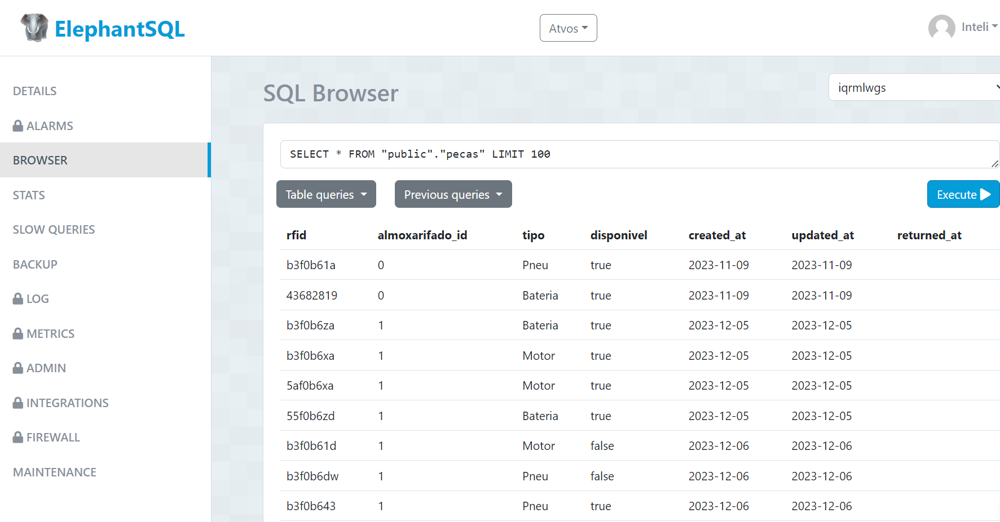 ElephantSQL
Atvos
Inteli
DETAILS
ALARMS
BROWSER
STATS
SLOW QUERIES
BACKUP
LOG
METRICS
ADMIN
INTEGRATIONS
FIREWALL
MAINTENANCE
SQL Browser
iqrmlwgs
SELECT * FROM "public"."pecas" LIMIT 100
Table queries Previous queries Execute
rfid almoxarifado_id tipo disponivel created_at updated_at returned_at
b3f0b61a 0 Pneu true 2023-11-09 2023-11-09
43682819 0 Bateria true 2023-11-09 2023-11-09
b3f0b6za 1 Bateria true 2023-12-05 2023-12-05
b3f0b6xa 1 Motor true 2023-12-05 2023-12-05
5af0b6xa 1 Motor true 2023-12-05 2023-12-05
55f0b6zd 1 Bateria true 2023-12-05 2023-12-05
b3f0b61d 1 Motor false 2023-12-06 2023-12-06
b3f0b6dw 1 Pneu false 2023-12-06 2023-12-06
b3f0b643 1 Pneu true 2023-12-06 2023-12-06